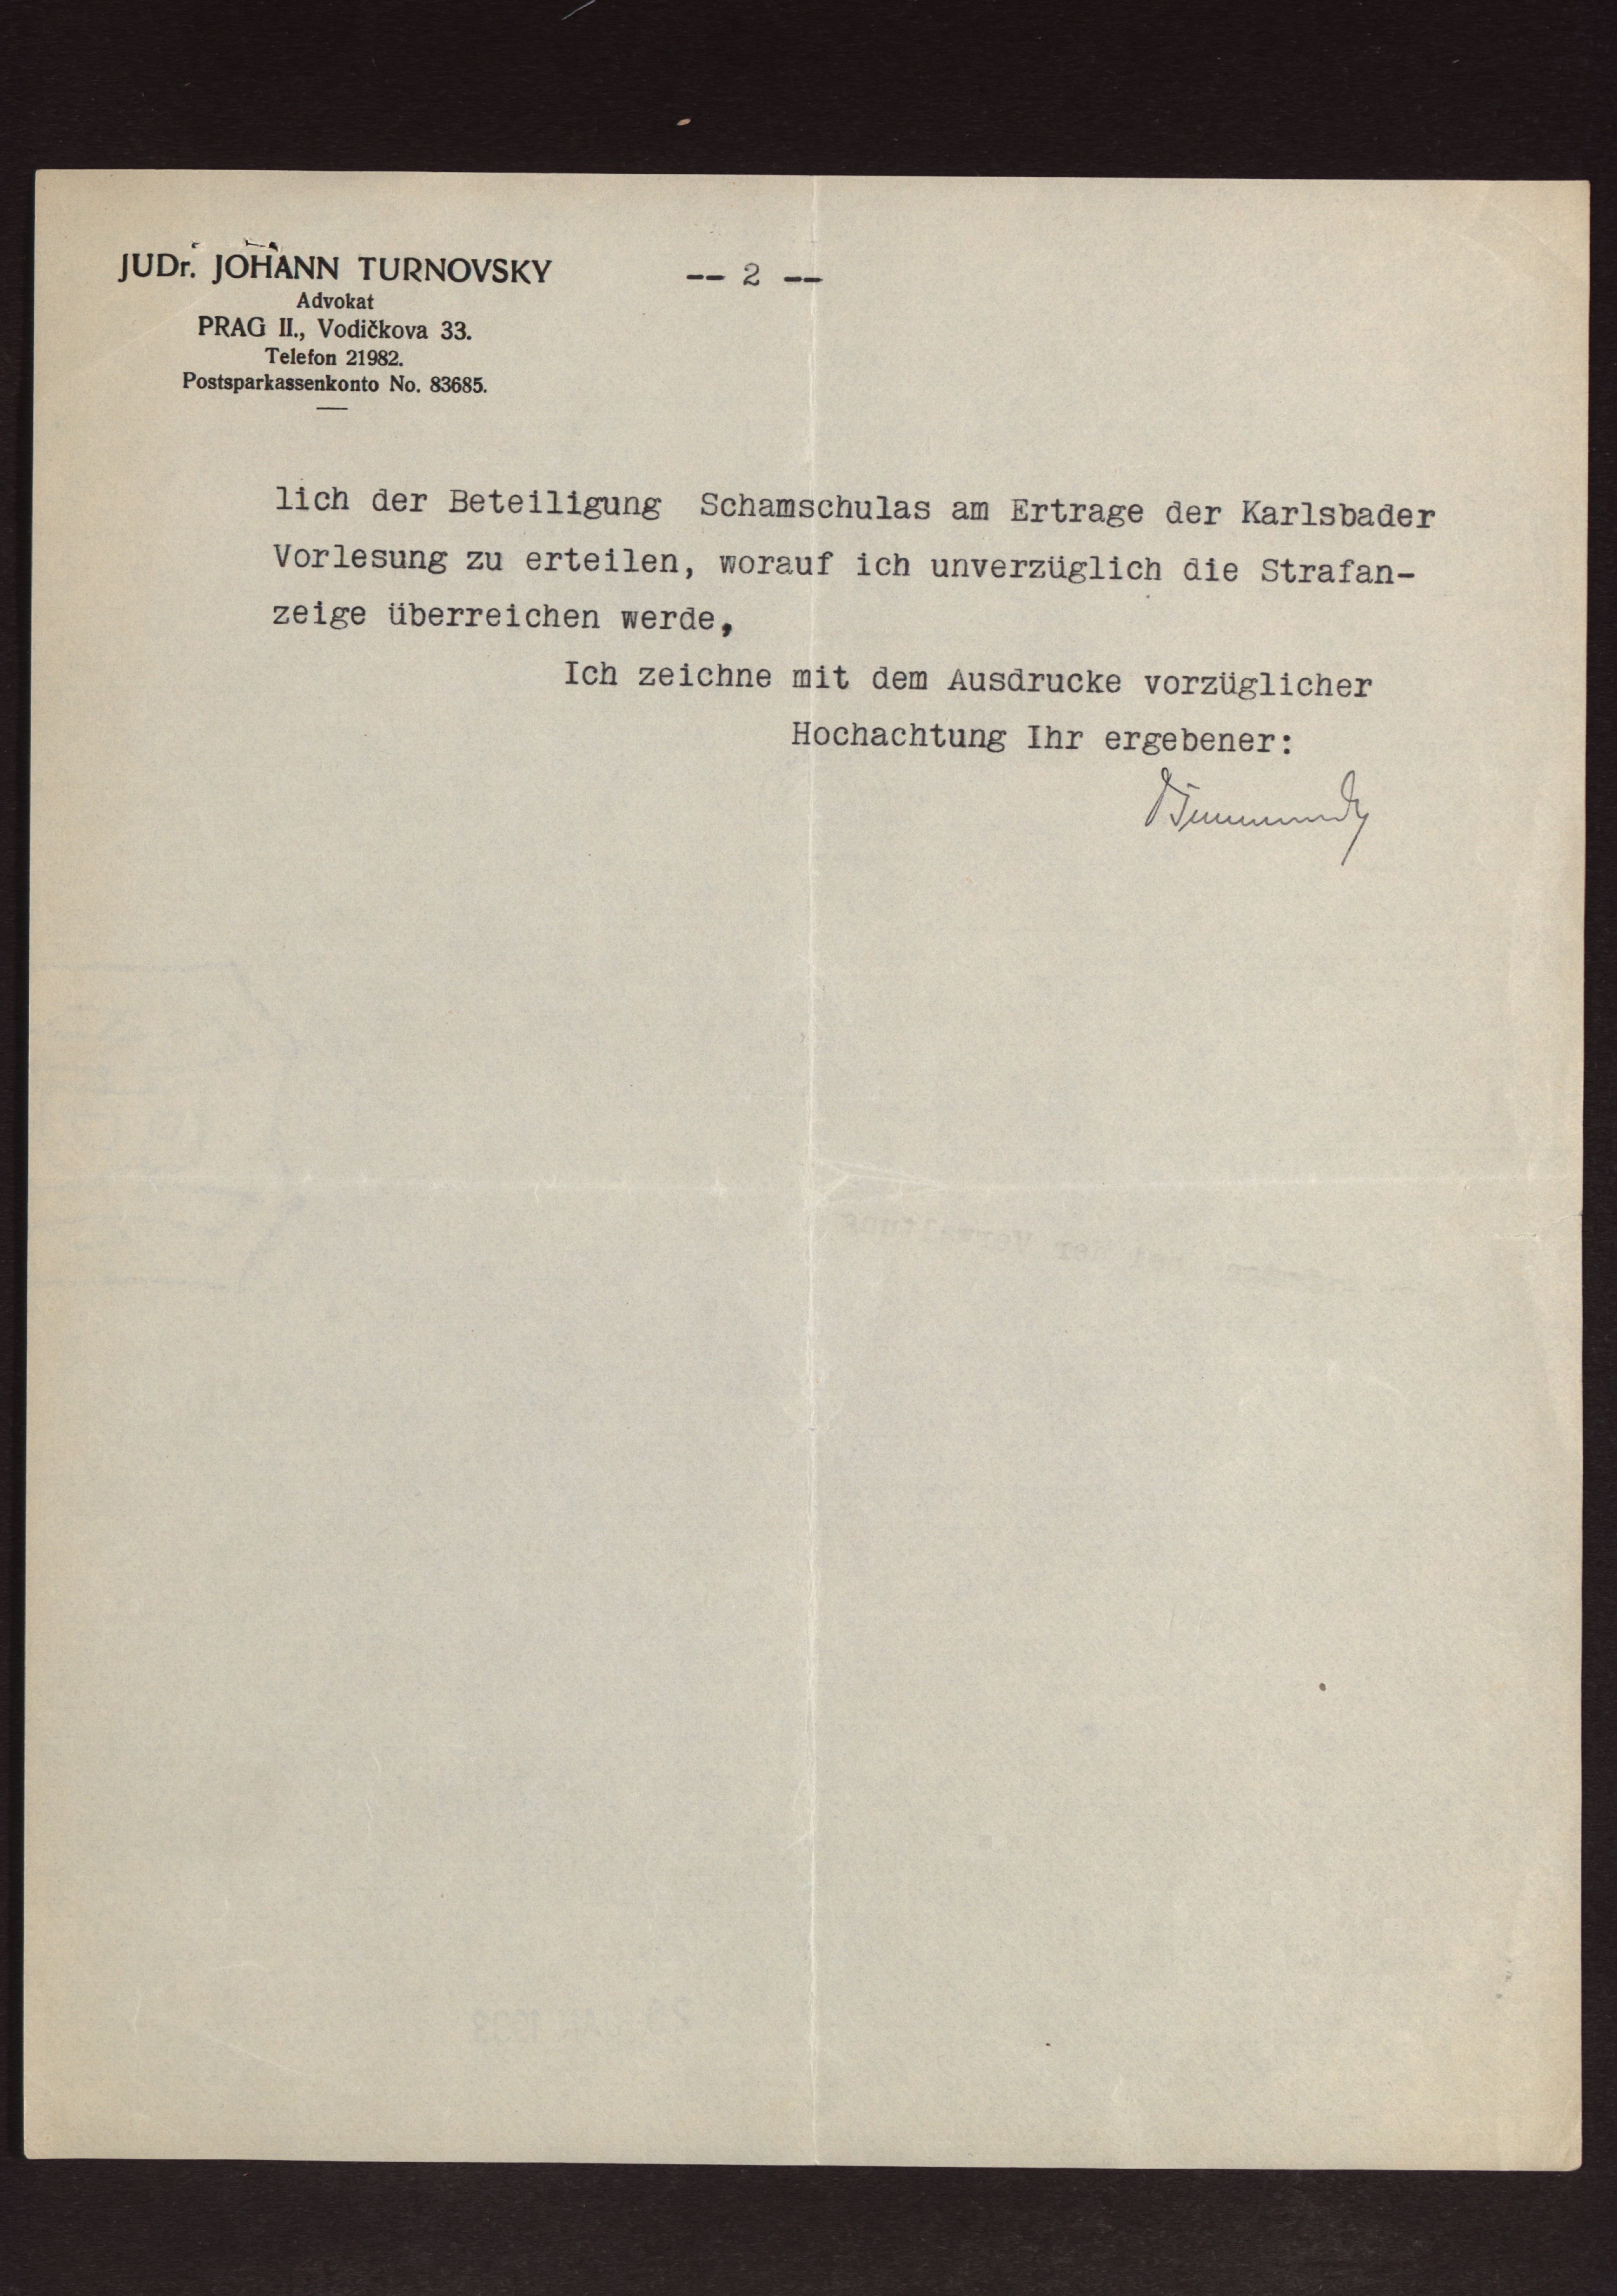 JUDr. JOHANN TURNOVSKY
Advokat
PRAG II., Vodičkova 33.
Telefon 21982.
Postsparkassenkonto No. 83685.
-- 2 --
lich der Beteiligung Schamschulas am Ertrage der Karlsbader
Vorlesung zu erteilen, worauf ich unverzüglich die Strafan-
zeige überreichen werde,
Ich zeichne mit dem Ausdrucke vorzüglicher
Hochachtung Ihr ergebener: